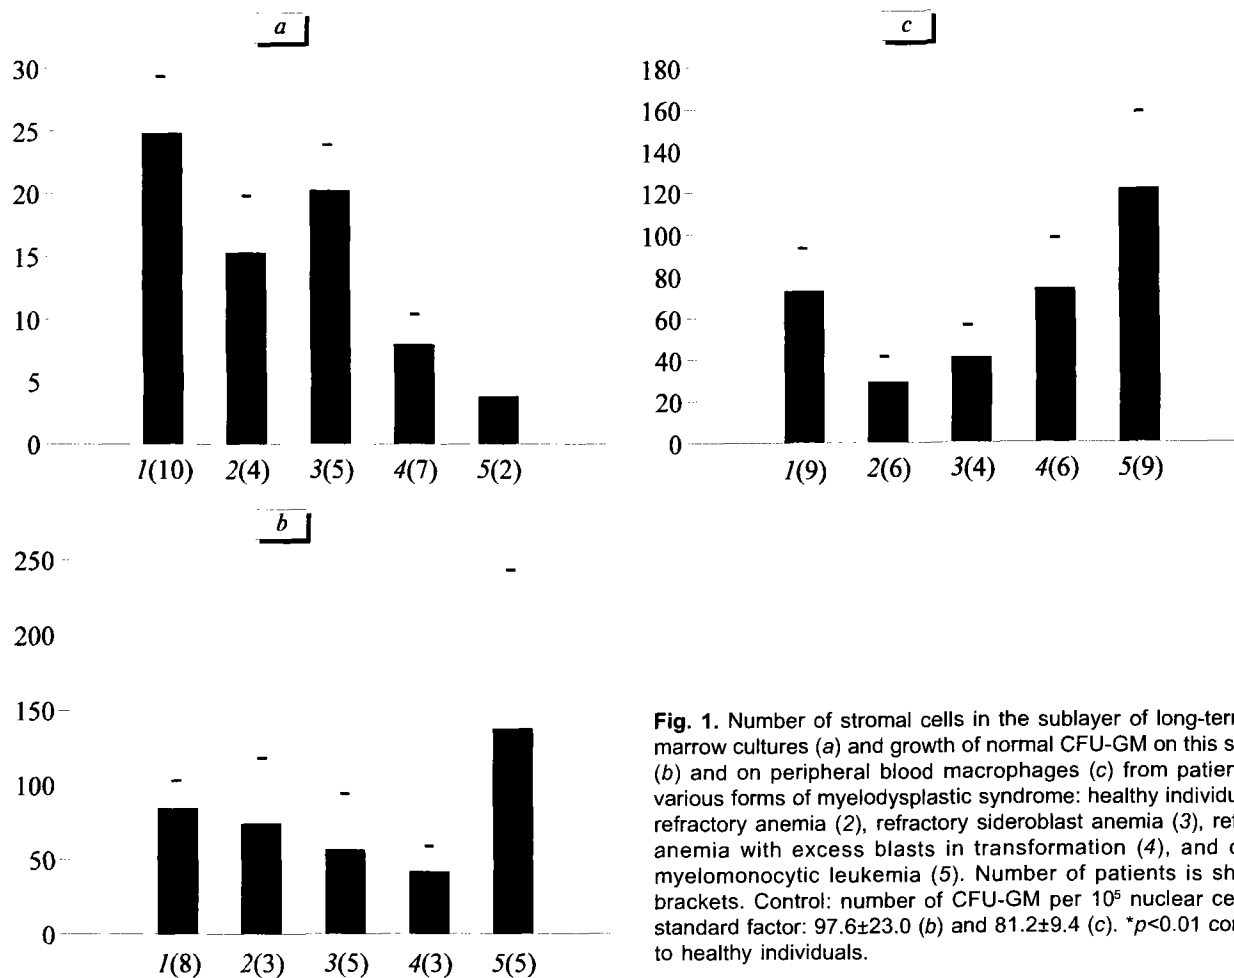 a
30
25
20
15
10
5
0
1(10) 2(4) 3(5) 4(7) 5(2)
c
180
160
140
120
100
80
60
40
20
0
1(9) 2(6) 3(4) 4(6) 5(9)
b
250
200
150
100
50
0
1(8) 2(3) 3(5) 4(3) 5(5)
Fig. 1. Number of stromal cells in the sublayer of long-ter
marrow cultures (a) and growth of normal CFU-GM on this s
(b) and on peripheral blood macrophages (c) from patien
various forms of myelodysplastic syndrome: healthy individu
refractory anemia (2), refractory sideroblast anemia (3), ref
anemia with excess blasts in transformation (4), and c
myelomonocytic leukemia (5). Number of patients is sh
brackets. Control: number of CFU-GM per 10⁵ nuclear ce
standard factor: 97.6±23.0 (b) and 81.2±9.4 (c). *p<0.01 co
to healthy individuals.